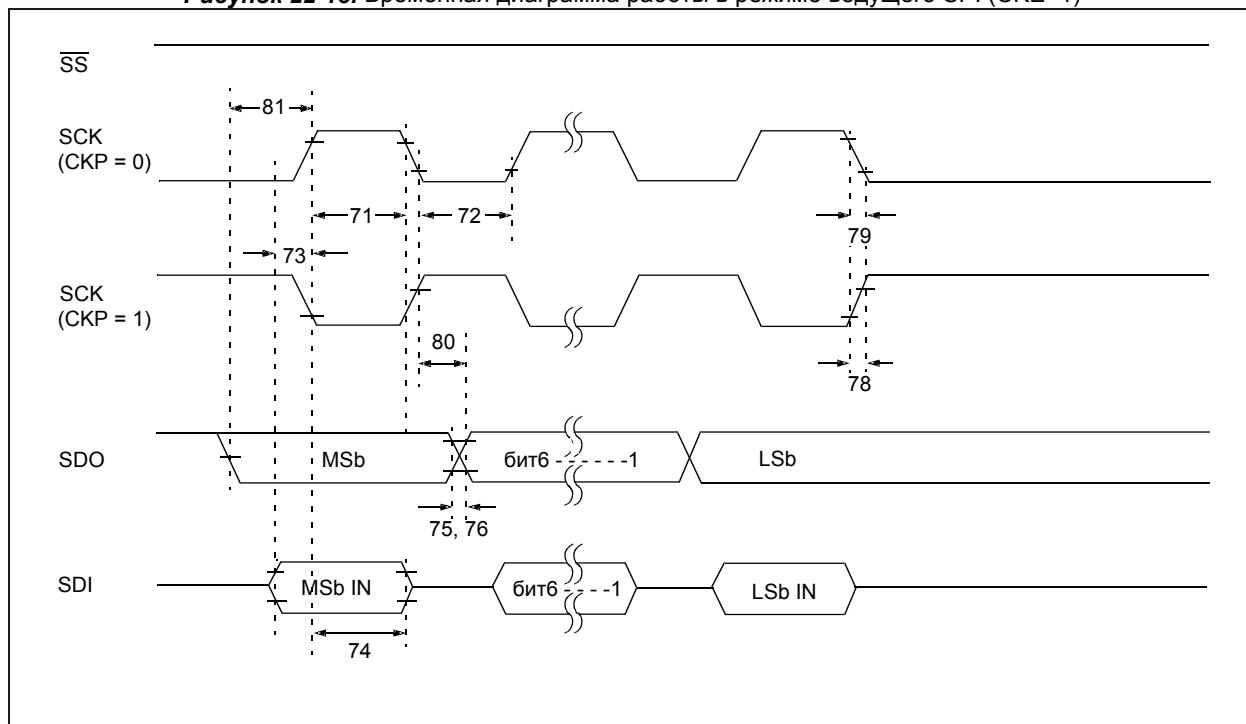 SS
81
SCK
(CKP = 0)
71
72
79
73
SCK
(CKP = 1)
80
78
SDO
MSb
бит6 - - - - - -1
LSb
75, 76
SDI
MSb IN
бит6 - - - -1
LSb IN
74